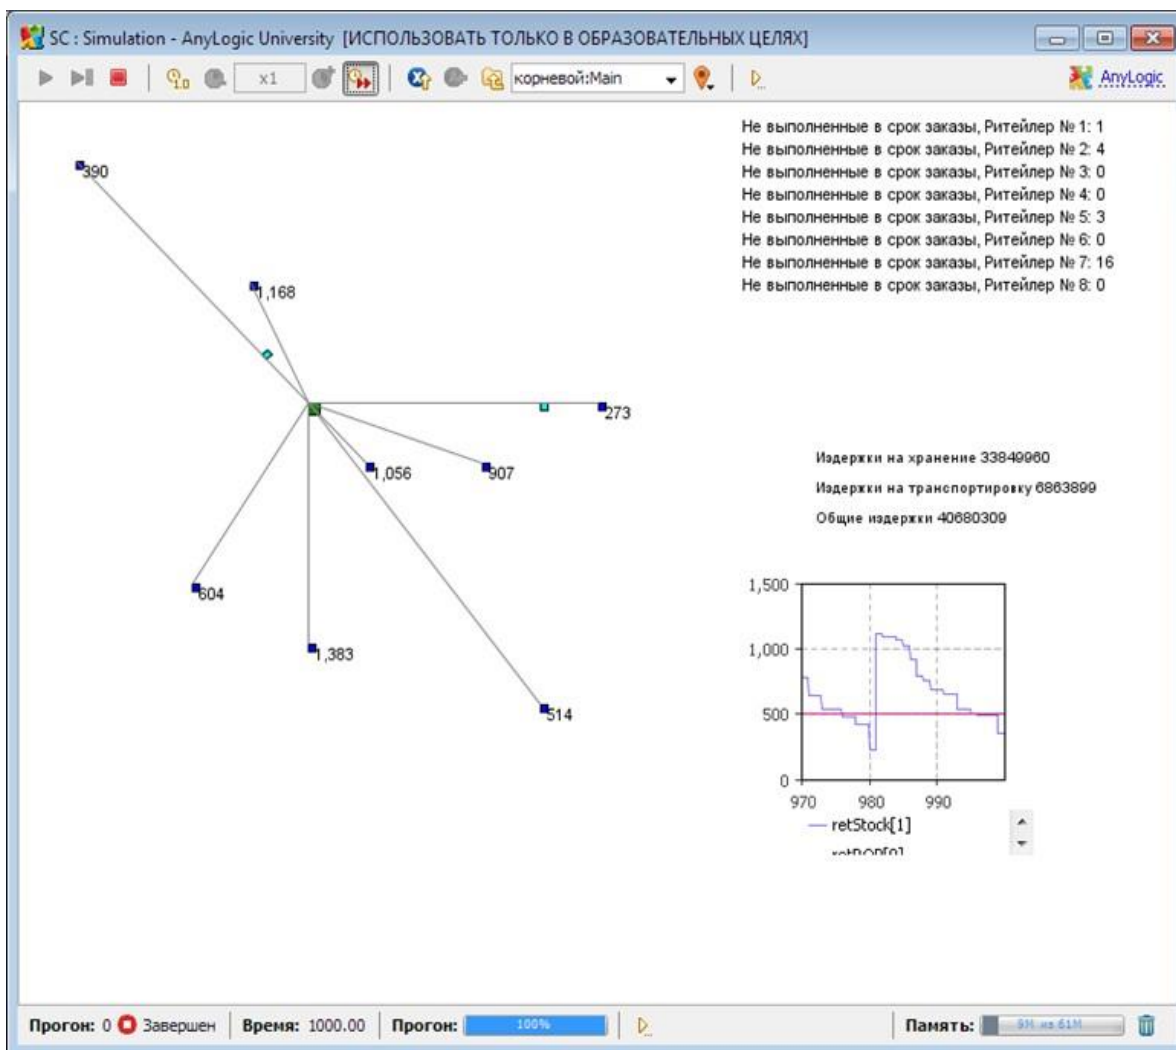 SC : Simulation - AnyLogic University [ИСПОЛЬЗОВАТЬ ТОЛЬКО В ОБРАЗОВАТЕЛЬНЫХ ЦЕЛЯХ]
x1 корневой:Main AnyLogic
Не выполненные в срок заказы, Ритейлер № 1: 1
Не выполненные в срок заказы, Ритейлер № 2: 4
Не выполненные в срок заказы, Ритейлер № 3: 0
Не выполненные в срок заказы, Ритейлер № 4: 0
Не выполненные в срок заказы, Ритейлер № 5: 3
Не выполненные в срок заказы, Ритейлер № 6: 0
Не выполненные в срок заказы, Ритейлер № 7: 16
Не выполненные в срок заказы, Ритейлер № 8: 0
390
1,168
273
1,056
907
604
1,383
514
Издержки на хранение 33849960
Издержки на транспортировку 6863899
Общие издержки 40680309
1,500
1,000
500
0
970 980 990
retStock[1]
Прогон: 0 Завершен Время: 1000.00 Прогон: 100% Память: 9M из 61M